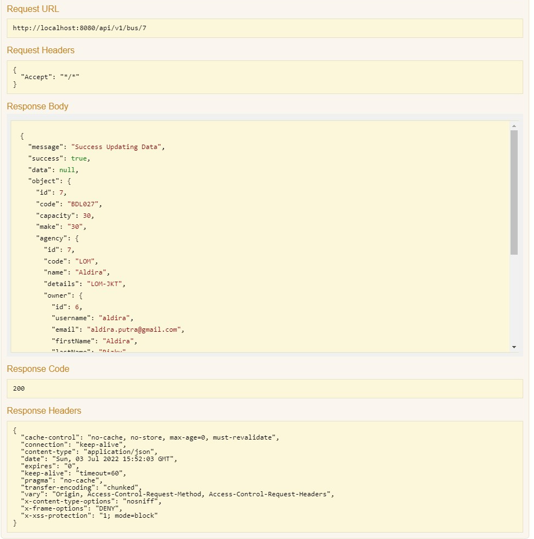 Request URL
http://localhost:8080/api/v1/bus/7
Request Headers
{
"Accept": "*/*"
}
Response Body
{
"message": "Success Updating Data",
"success": true,
"data": null,
"object": {
"id": 7,
"code": "BDL027",
"capacity": 30,
"make": "30",
"agency": {
"id": 7,
"code": "LOM",
"name": "Aldira",
"details": "LOM-JKT",
"owner": {
"id": 6,
"username": "aldira",
"email": "aldira.putra@gmail.com",
"firstName": "Aldira",
Response Code
200
Response Headers
{
"cache-control": "no-cache, no-store, max-age=0, must-revalidate",
"connection": "keep-alive",
"content-type": "application/json",
"date": "Sun, 03 Jul 2022 15:52:03 GMT",
"expires": "0",
"keep-alive": "timeout=60",
"pragma": "no-cache",
"transfer-encoding": "chunked",
"vary": "Origin, Access-Control-Request-Method, Access-Control-Request-Headers",
"x-content-type-options": "nosniff",
"x-frame-options": "DENY",
"x-xss-protection": "1; mode=block"
}